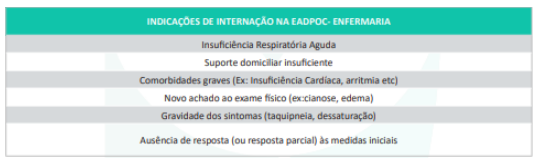 INDICAÇÕES DE INTERNAÇÃO NA EADPOC- ENFERMARIA
Insuficiência Respiratória Aguda
Suporte domiciliar insuficiente
Comorbidades graves (Ex: Insuficiência Cardíaca, arritmia etc)
Novo achado ao exame físico (ex:cianose, edema)
Gravidade dos sintomas (taquipneia, dessaturação)
Ausência de resposta (ou resposta parcial) às medidas iniciais